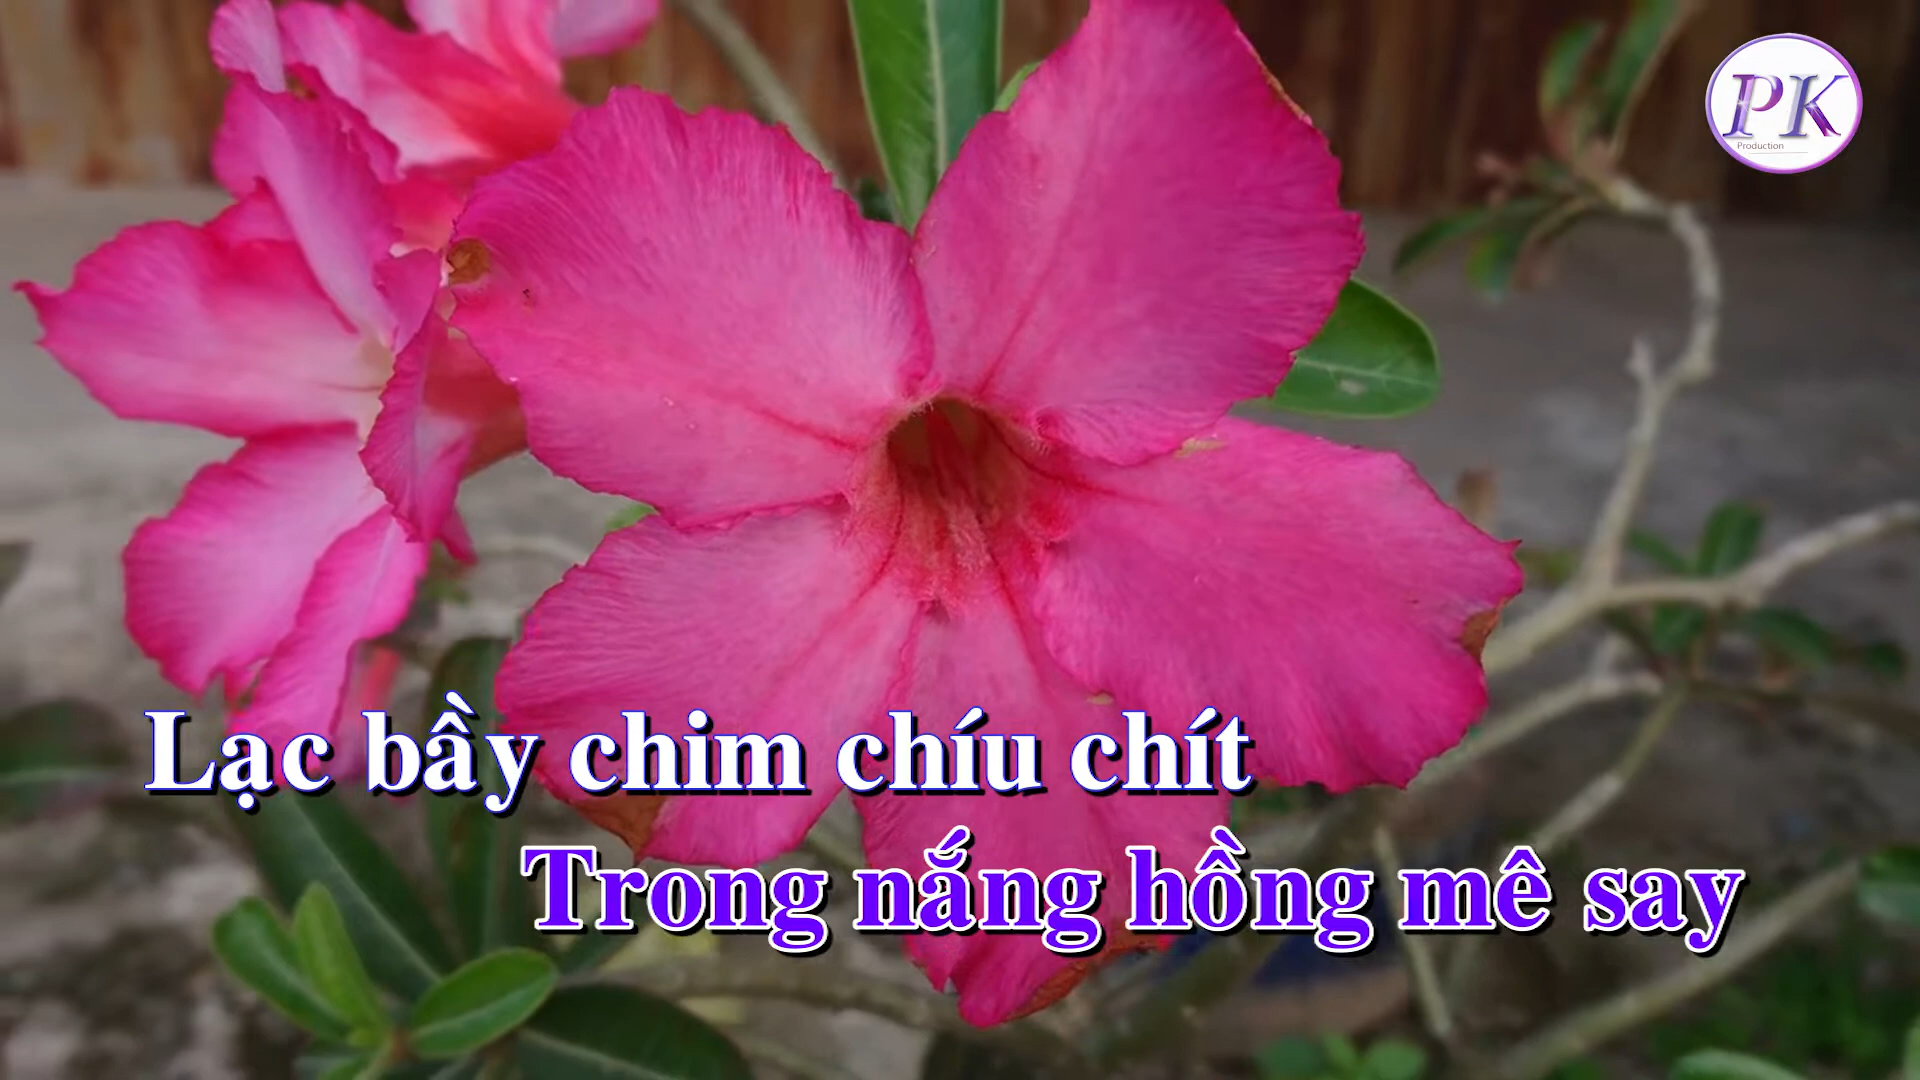 PK
Production
Lạc bầy chim chíu chít
Trong nắng hồng mê say